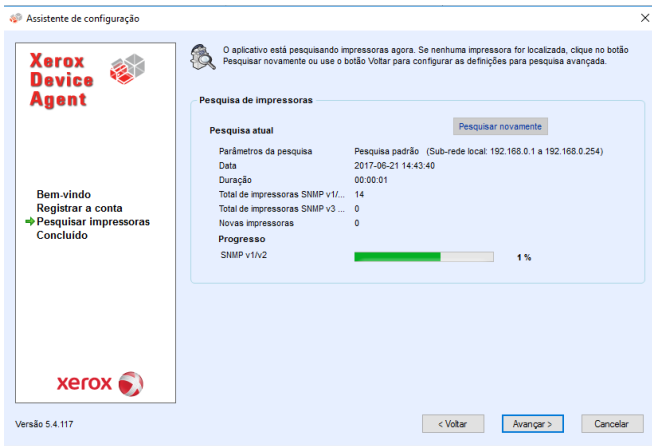 Assistente de configuração
Xerox
Device
Agent
O aplicativo está pesquisando impressoras agora. Se nenhuma impressora for localizada, clique no botão
Pesquisar novamente ou use o botão Voltar para configurar as definições para pesquisa avançada.
Pesquisa de impressoras
Pesquisa atual
Pesquisar novamente
Parâmetros da pesquisa Pesquisa padrão (Sub-rede local: 192.168.0.1 a 192.168.0.254)
Data 2017-06-21 14:43:40
Duração 00:00:01
Total de impressoras SNMP v1/... 14
Total de impressoras SNMP v3 ... 0
Novas impressoras 0
Progresso
SNMP v1/v2 1 %
Bem-vindo
Registrar a conta
Pesquisar impressoras
Concluído
xerox
Versão 5.4.117
< Voltar
Avançar >
Cancelar